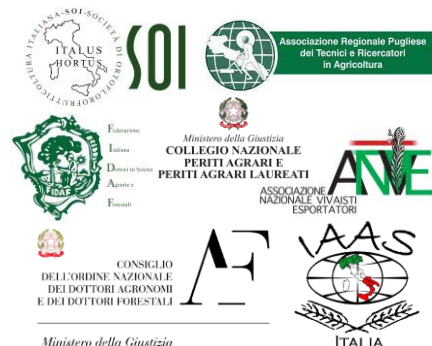 ITALIANA-SOI-SOCIETÀ DI ORTOFLOROFRUTTICOLTURA
ITALUS
HORTUS
SOI
Associazione Regionale Pugliese
dei Tecnici e Ricercatori
in Agricoltura
Ministero della Giustizia
COLLEGIO NAZIONALE
PERITI AGRARI E
PERITI AGRARI LAUREATI
Federazione
Italiana
Dottori in Scienze
Agrarie e
Forestali
FIDAF
ANVE
ASSOCIAZIONE
NAZIONALE VIVAISTI
ESPORTATORI
CONSIGLIO
DELL'ORDINE NAZIONALE
DEI DOTTORI AGRONOMI
E DEI DOTTORI FORESTALI
AF
Ministero della Giustizia
IAAS
ITALIA